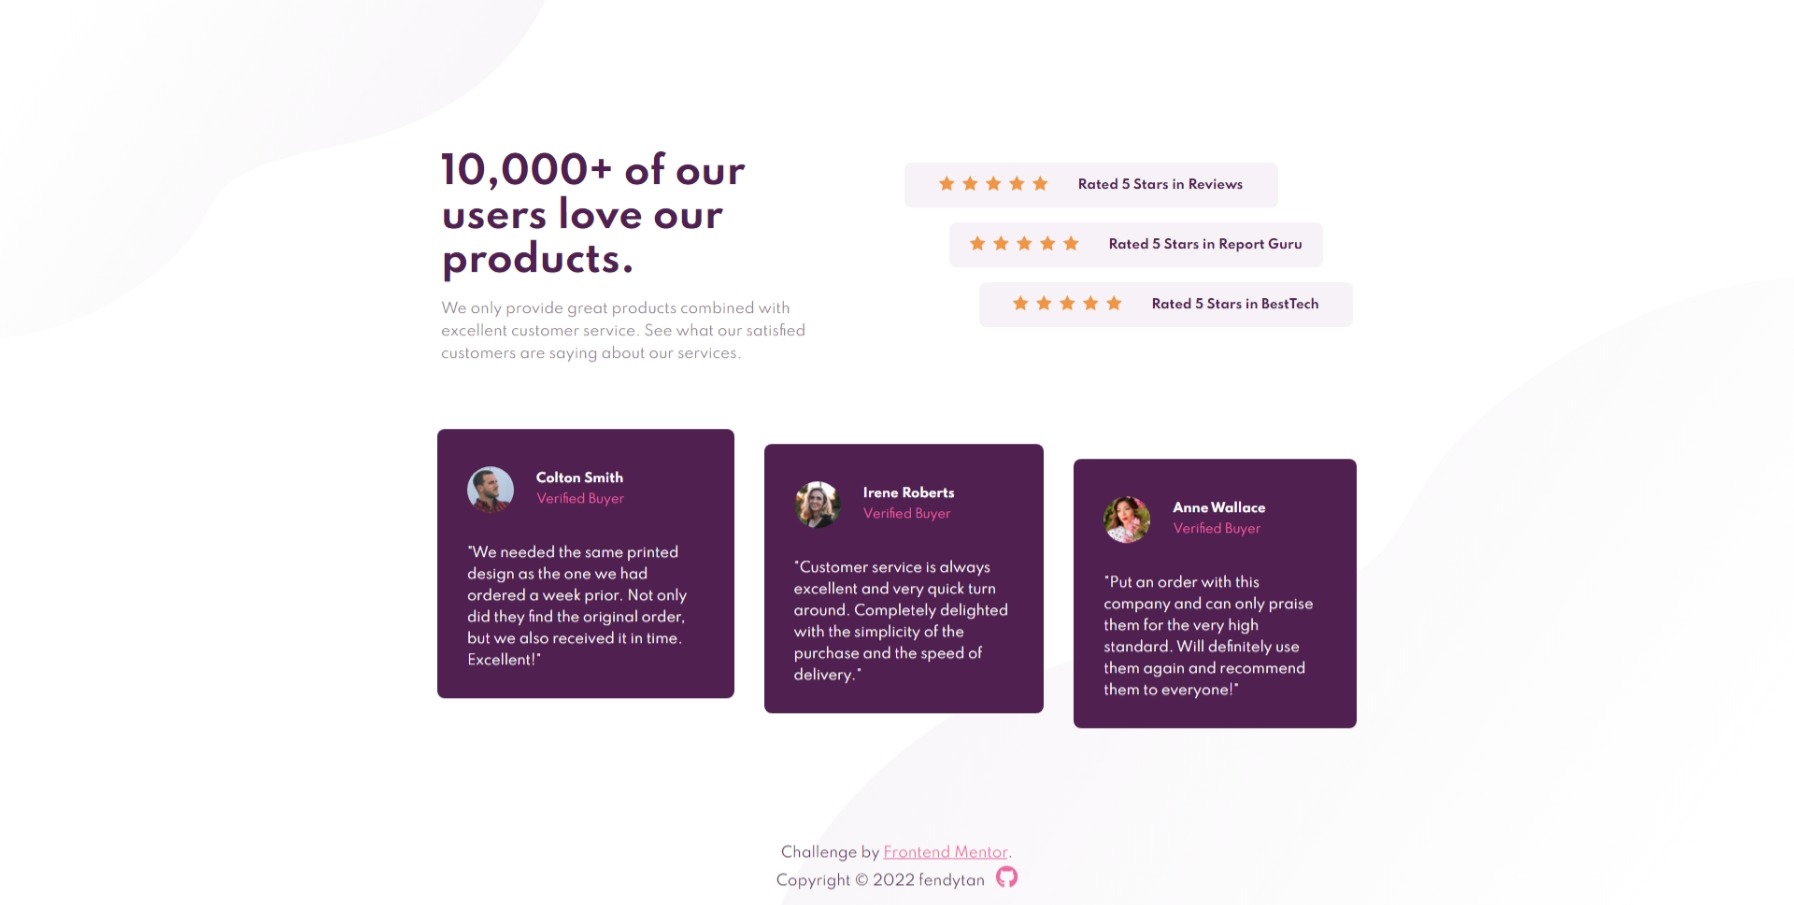 10,000+ of our
users love our
products.
We only provide great products combined with
excellent customer service. See what our satisfied
customers are saying about our services.
Rated 5 Stars in Reviews
Rated 5 Stars in Report Guru
Rated 5 Stars in BestTech
Colton Smith
Verified Buyer
"We needed the same printed
design as the one we had
ordered a week prior. Not only
did they find the original order,
but we also received it in time.
Excellent!"
Irene Roberts
Verified Buyer
"Customer service is always
excellent and very quick turn
around. Completely delighted
with the simplicity of the
purchase and the speed of
delivery."
Anne Wallace
Verified Buyer
"Put an order with this
company and can only praise
them for the very high
standard. Will definitely use
them again and recommend
them to everyone!"
Challenge by Frontend Mentor.
Copyright © 2022 fendytan